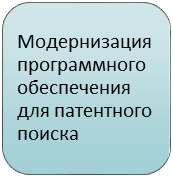 Модернизация
программного
обеспечения
для патентного
поиска